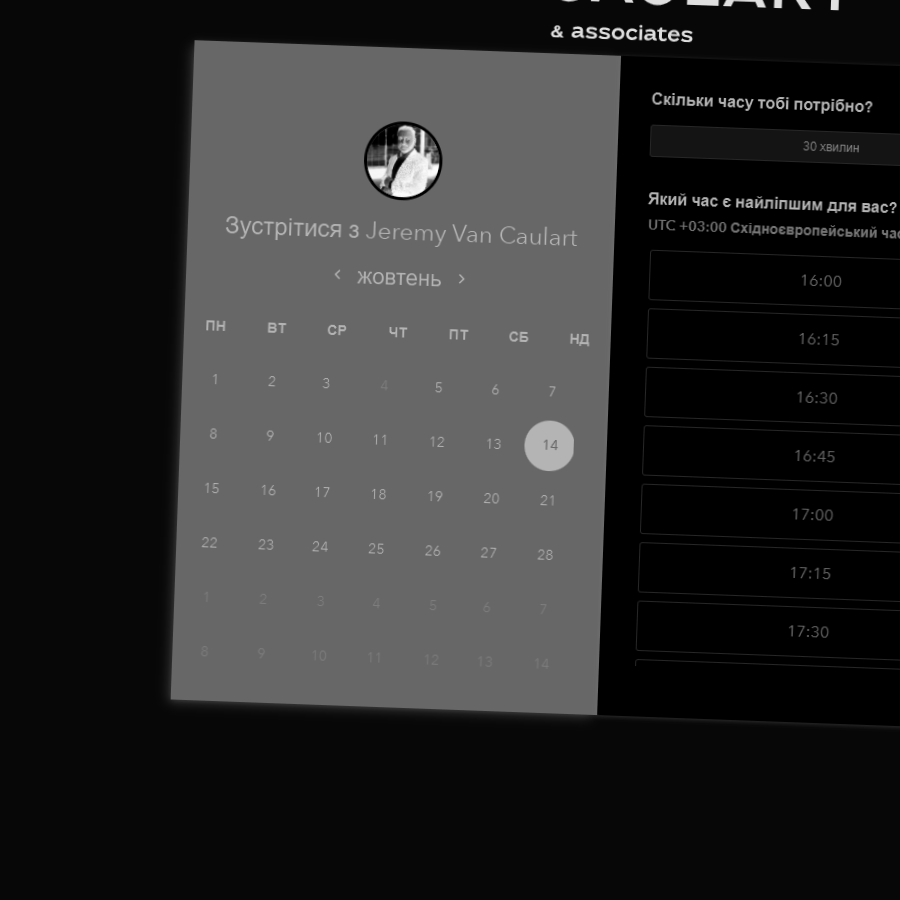 & associates
Зустрітися з Jeremy Van Caulart
‹ жовтень ›
ПН ВТ СР ЧТ ПТ СБ НД
1 2 3 4 5 6 7
8 9 10 11 12 13 14
15 16 17 18 19 20 21
22 23 24 25 26 27 28
1 2 3 4 5 6 7
8 9 10 11 12 13 14
Скільки часу тобі потрібно?
30 хвилин
Який час є найліпшим для вас?
UTC +03:00 Східноєвропейський
16:00
16:15
16:30
16:45
17:00
17:15
17:30